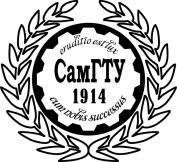 eruditio est lux
СамГТУ
1914
cum nobis successus